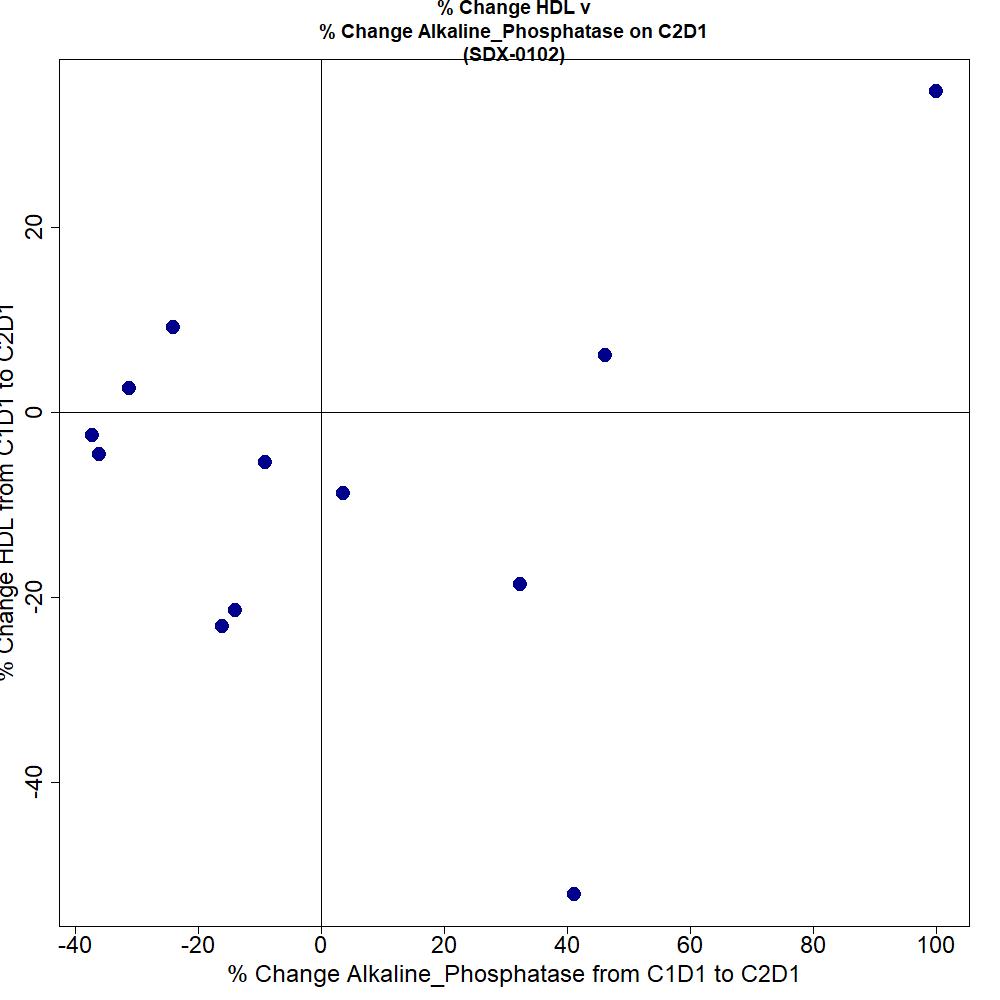 % Change HDL v
% Change Alkaline_Phosphatase on C2D1
(SDX-0102)
% Change HDL from C1D1 to C2D1
20
0
-20
-40
-40 -20 0 20 40 60 80 100
% Change Alkaline_Phosphatase from C1D1 to C2D1